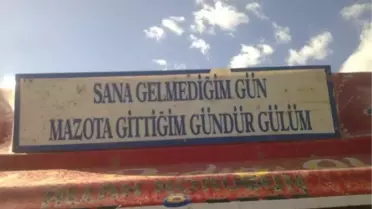 SANA GELMEDİĞİM GÜN
MAZOTA GİTTİĞİM GÜNDÜR GÜLÜM